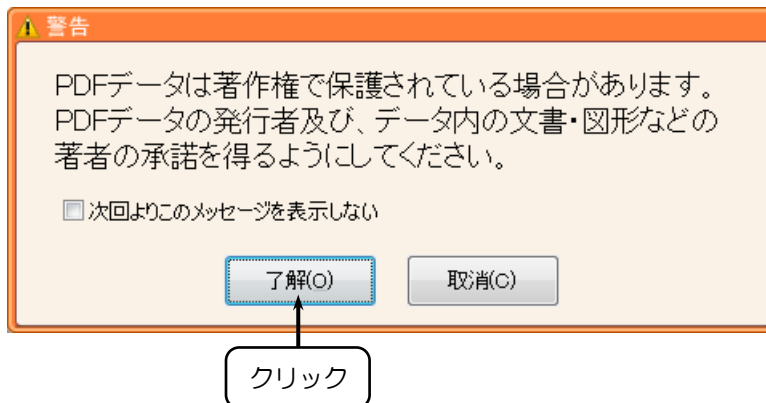 警告
PDFデータは著作権で保護されている場合があります。
PDFデータの発行者及び、データ内の文書・図形などの
著者の承諾を得るようにしてください。
次回よりこのメッセージを表示しない
了解(O) 取消(C)
クリック